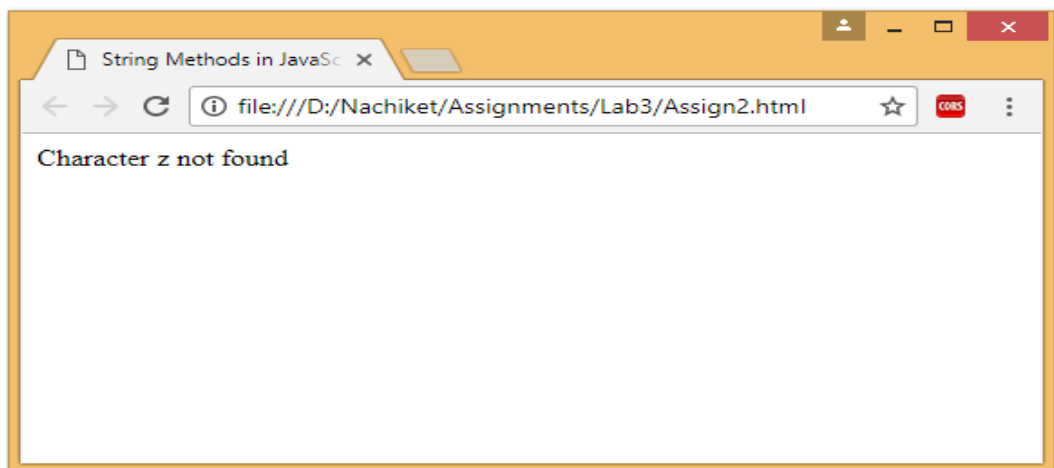 String Methods in JavaSc
file:///D:/Nachiket/Assignments/Lab3/Assign2.html
CORS
Character z not found